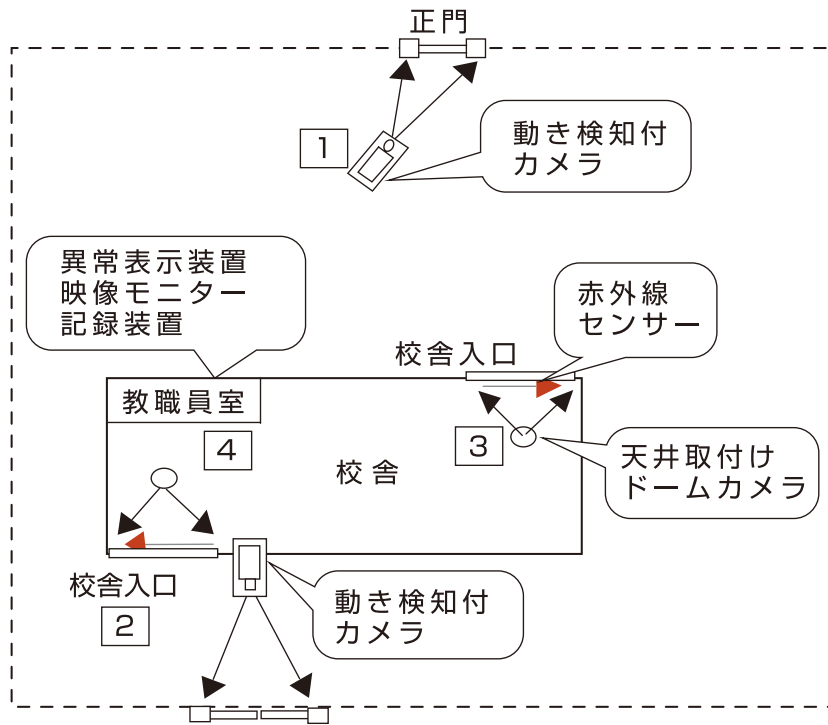 正門
1
動き検知付
カメラ
異常表示装置
映像モニター
記録装置
赤外線
センサー
校舎入口
教職員室
4
3
校舎
天井取付け
ドームカメラ
校舎入口
2
動き検知付
カメラ